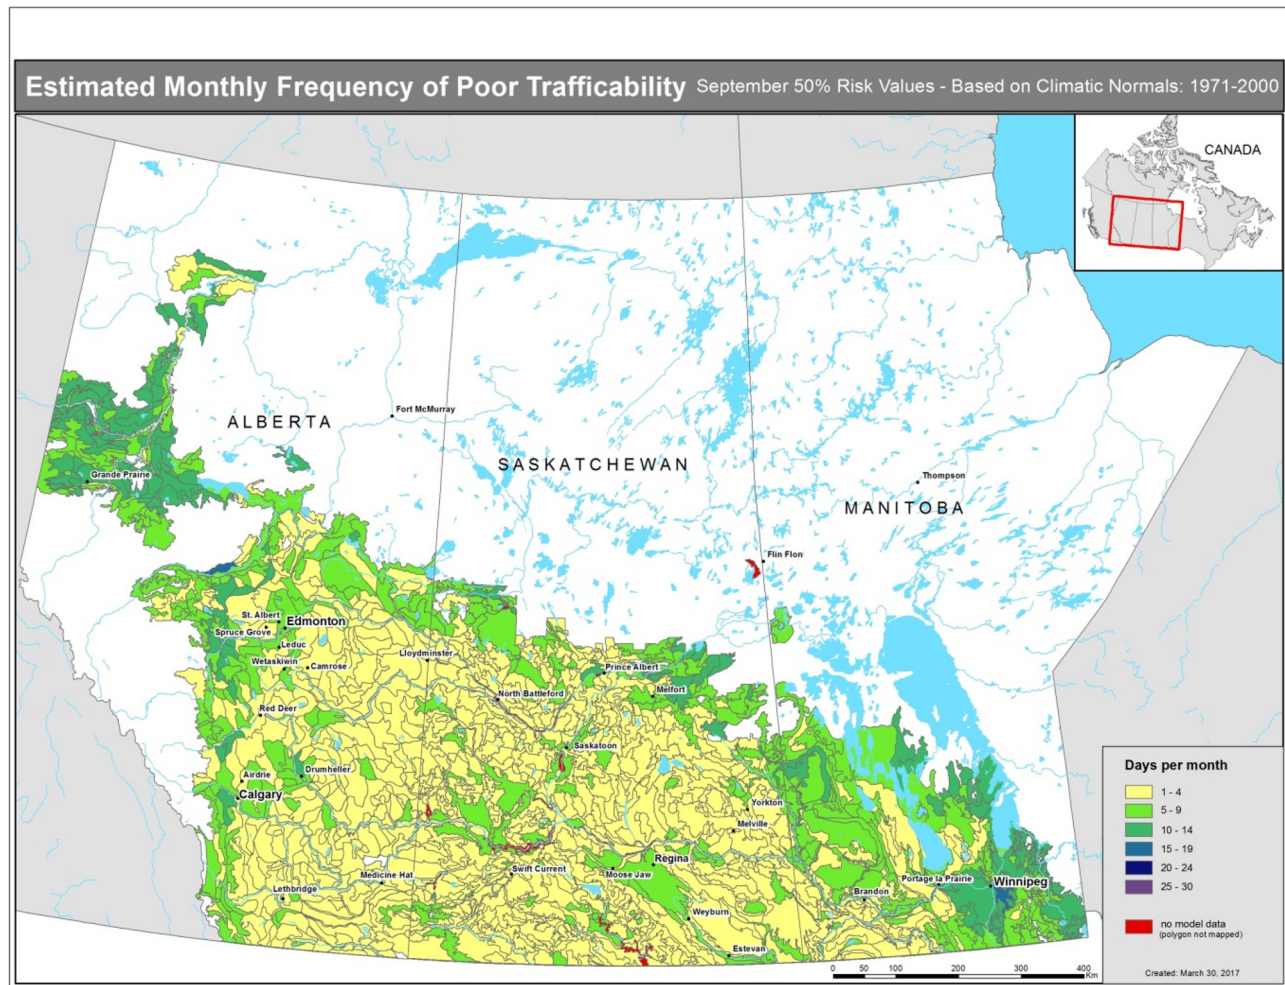 Estimated Monthly Frequency of Poor Trafficability September 50% Risk Values - Based on Climatic Normals: 1971-2000
CANADA
ALBERTA
Fort McMurray
SASKATCHEWAN
Grande Prairie
Thompson
MANITOBA
Flin Flon
St. Albert
Edmonton
Spruce Grove
Leduc
Wetaskiwin
Camrose
Lloydminster
Prince Albert
North Battleford
Melfort
Red Deer
Saskatoon
Airdrie
Drumheller
Calgary
Yorkton
Melville
Regina
Swift Current
Moose Jaw
Medicine Hat
Lethbridge
Portage la Prairie
Winnipeg
Brandon
Weyburn
Estevan
Days per month
1 - 4
5 - 9
10 - 14
15 - 19
20 - 24
25 - 30
no model data
(polygon not mapped)
0 50 100 200 300 400
Km
Created: March 30, 2017